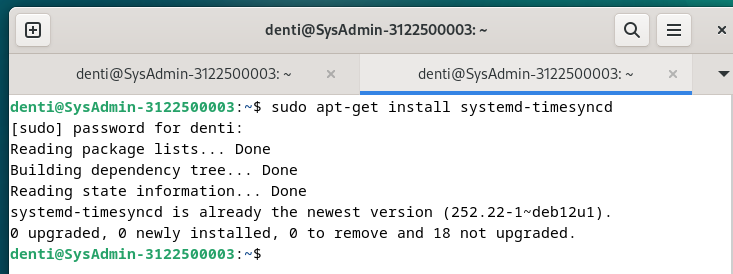 denti@SysAdmin-3122500003: ~
denti@SysAdmin-3122500003: ~
denti@SysAdmin-3122500003: ~
denti@SysAdmin-3122500003:~$ sudo apt-get install systemd-timesyncd
[sudo] password for denti:
Reading package lists... Done
Building dependency tree... Done
Reading state information... Done
systemd-timesyncd is already the newest version (252.22-1~deb12u1).
0 upgraded, 0 newly installed, 0 to remove and 18 not upgraded.
denti@SysAdmin-3122500003:~$